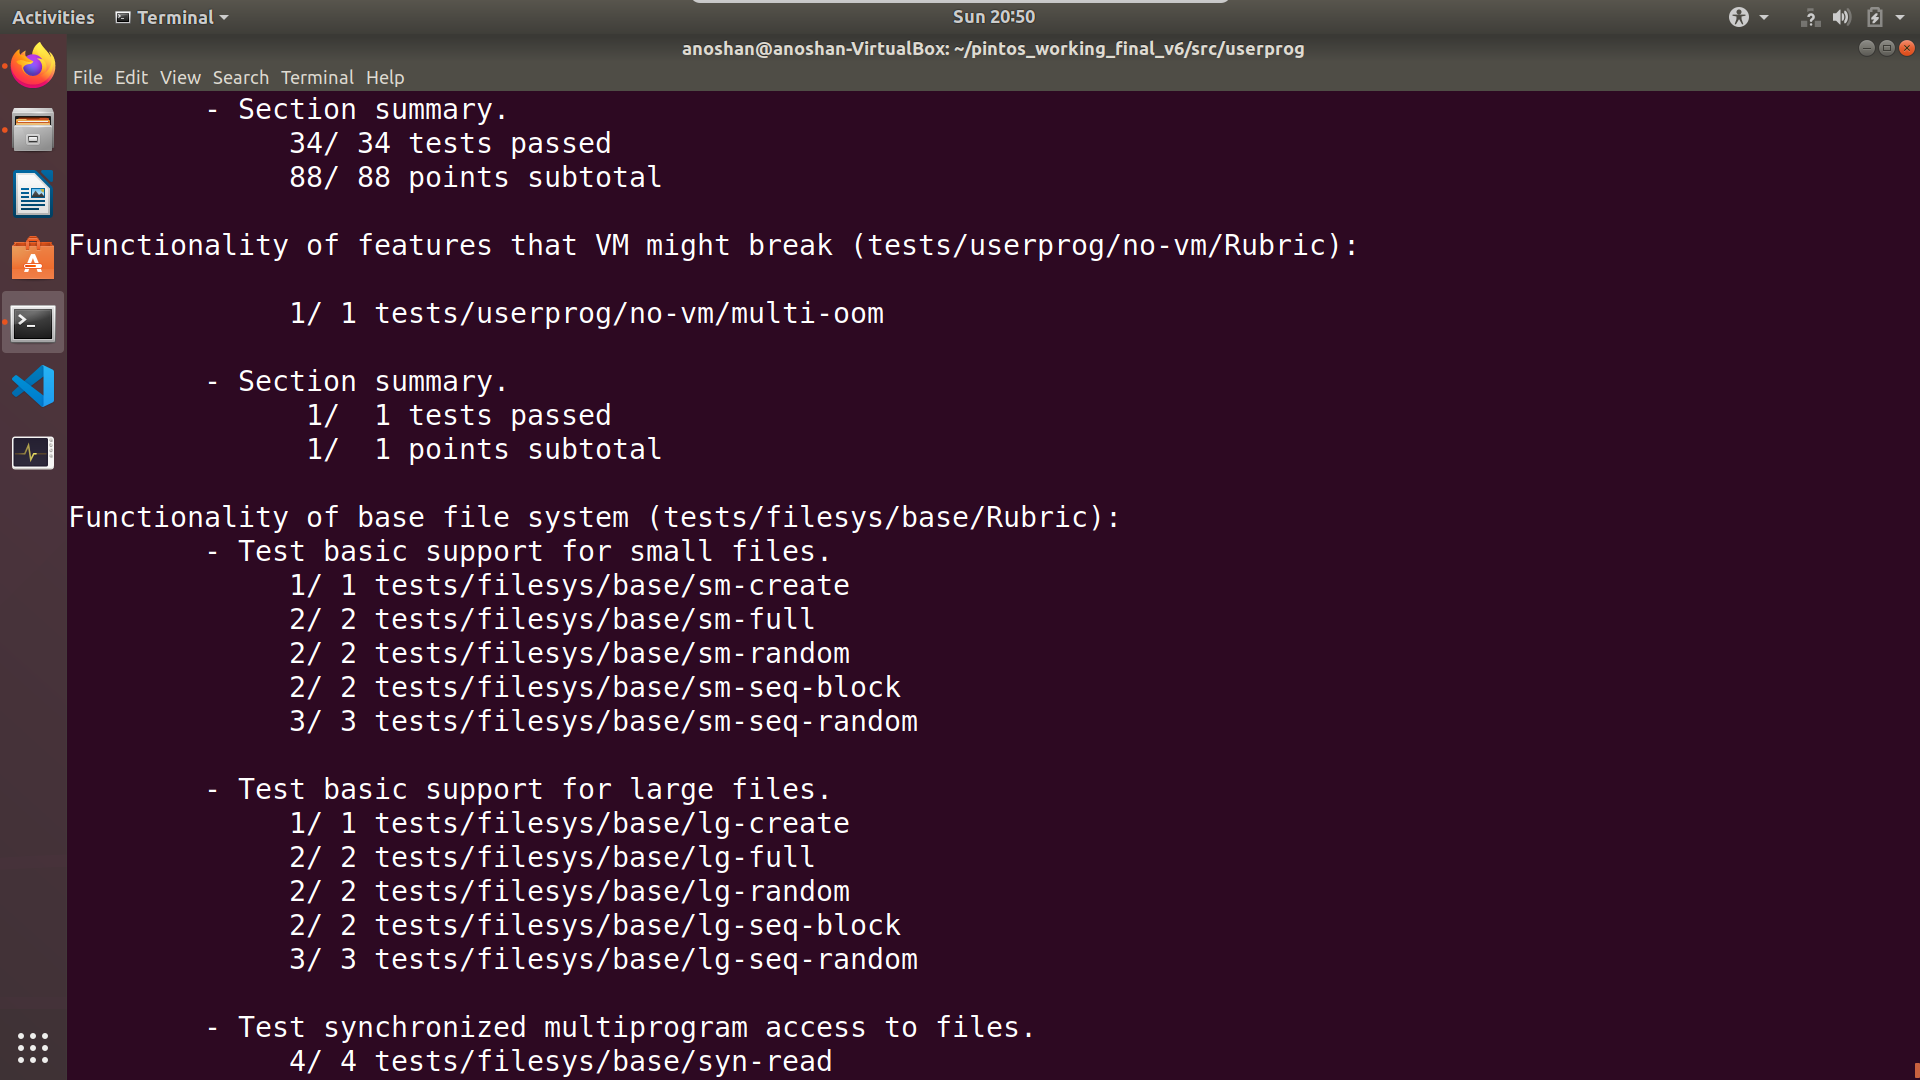 Activities Terminal Sun 20:50
anoshan@anoshan-VirtualBox: ~/pintos_working_final_v6/src/userprog
File Edit View Search Terminal Help
- Section summary.
34/ 34 tests passed
88/ 88 points subtotal
Functionality of features that VM might break (tests/userprog/no-vm/Rubric):
1/ 1 tests/userprog/no-vm/multi-oom
- Section summary.
1/  1 tests passed
1/  1 points subtotal
Functionality of base file system (tests/filesys/base/Rubric):
- Test basic support for small files.
1/ 1 tests/filesys/base/sm-create
2/ 2 tests/filesys/base/sm-full
2/ 2 tests/filesys/base/sm-random
2/ 2 tests/filesys/base/sm-seq-block
3/ 3 tests/filesys/base/sm-seq-random
- Test basic support for large files.
1/ 1 tests/filesys/base/lg-create
2/ 2 tests/filesys/base/lg-full
2/ 2 tests/filesys/base/lg-random
2/ 2 tests/filesys/base/lg-seq-block
3/ 3 tests/filesys/base/lg-seq-random
- Test synchronized multiprogram access to files.
4/ 4 tests/filesys/base/syn-read